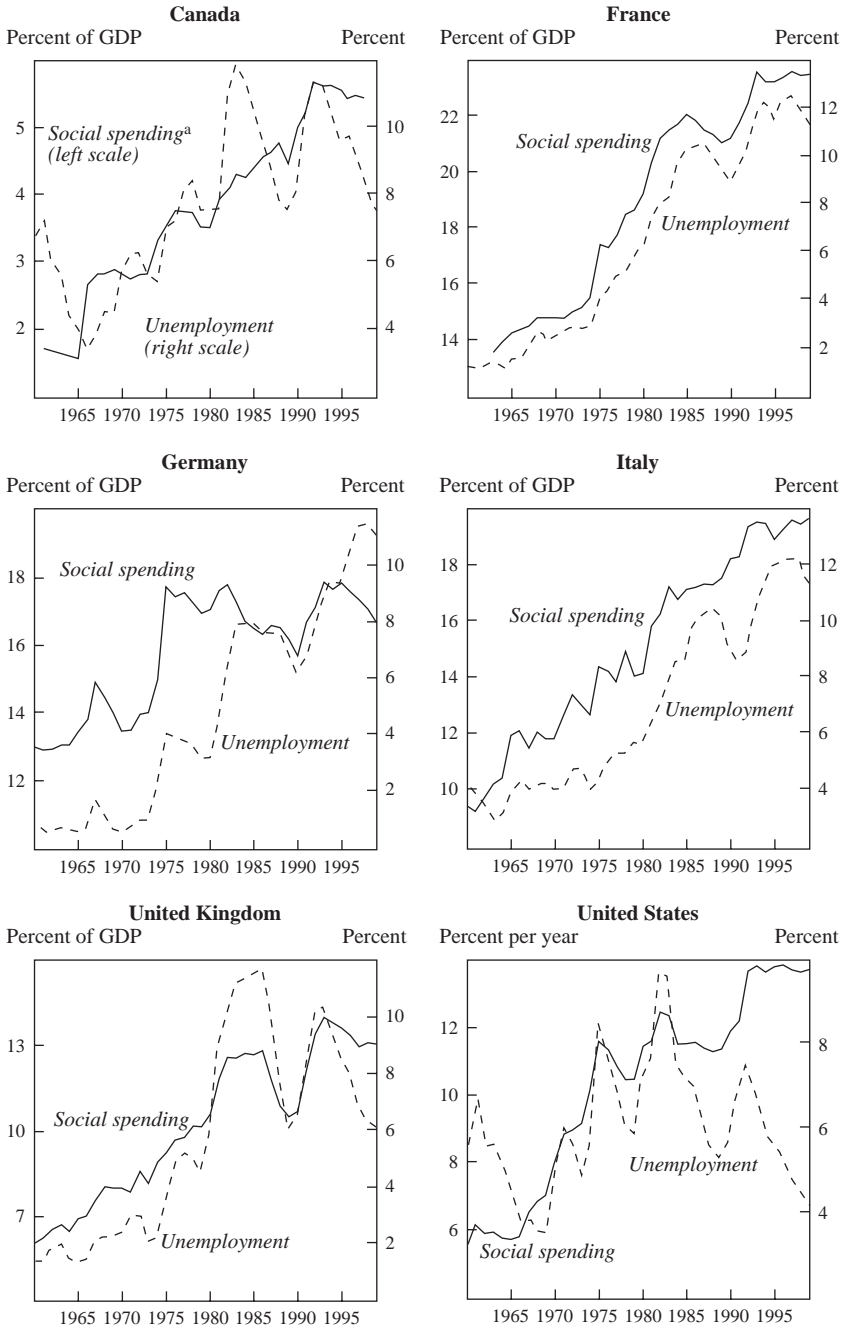 Canada
Percent of GDP Percent
5
4
3
2
10
8
6
4
Social spendingᵃ
(left scale)
Unemployment
(right scale)
1965 1970 1975 1980 1985 1990 1995
France
Percent of GDP Percent
22
20
18
16
14
12
10
8
6
4
2
Social spending
Unemployment
1965 1970 1975 1980 1985 1990 1995
Germany
Percent of GDP Percent
18
16
14
12
10
8
6
4
2
Social spending
Unemployment
1965 1970 1975 1980 1985 1990 1995
Italy
Percent of GDP Percent
18
16
14
12
10
12
10
8
6
4
Social spending
Unemployment
1965 1970 1975 1980 1985 1990 1995
United Kingdom
Percent of GDP Percent
13
10
7
10
8
6
4
2
Social spending
Unemployment
1965 1970 1975 1980 1985 1990 1995
United States
Percent per year Percent
12
10
8
6
8
6
4
Unemployment
Social spending
1965 1970 1975 1980 1985 1990 1995